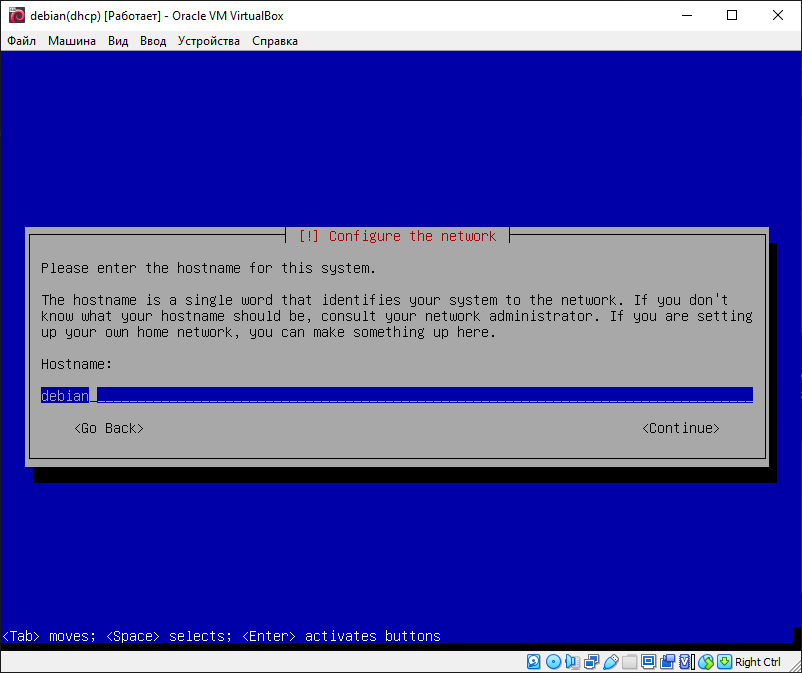 debian(dhcp) [Работает] - Oracle VM VirtualBox
Файл Машина Вид Ввод Устройства Справка
[!] Configure the network
Please enter the hostname for this system.
The hostname is a single word that identifies your system to the network. If you don't
know what your hostname should be, consult your network administrator. If you are setting
up your own home network, you can make something up here.
Hostname:
debian
<Go Back> <Continue>
<Tab> moves; <Space> selects; <Enter> activates buttons
Right Ctrl